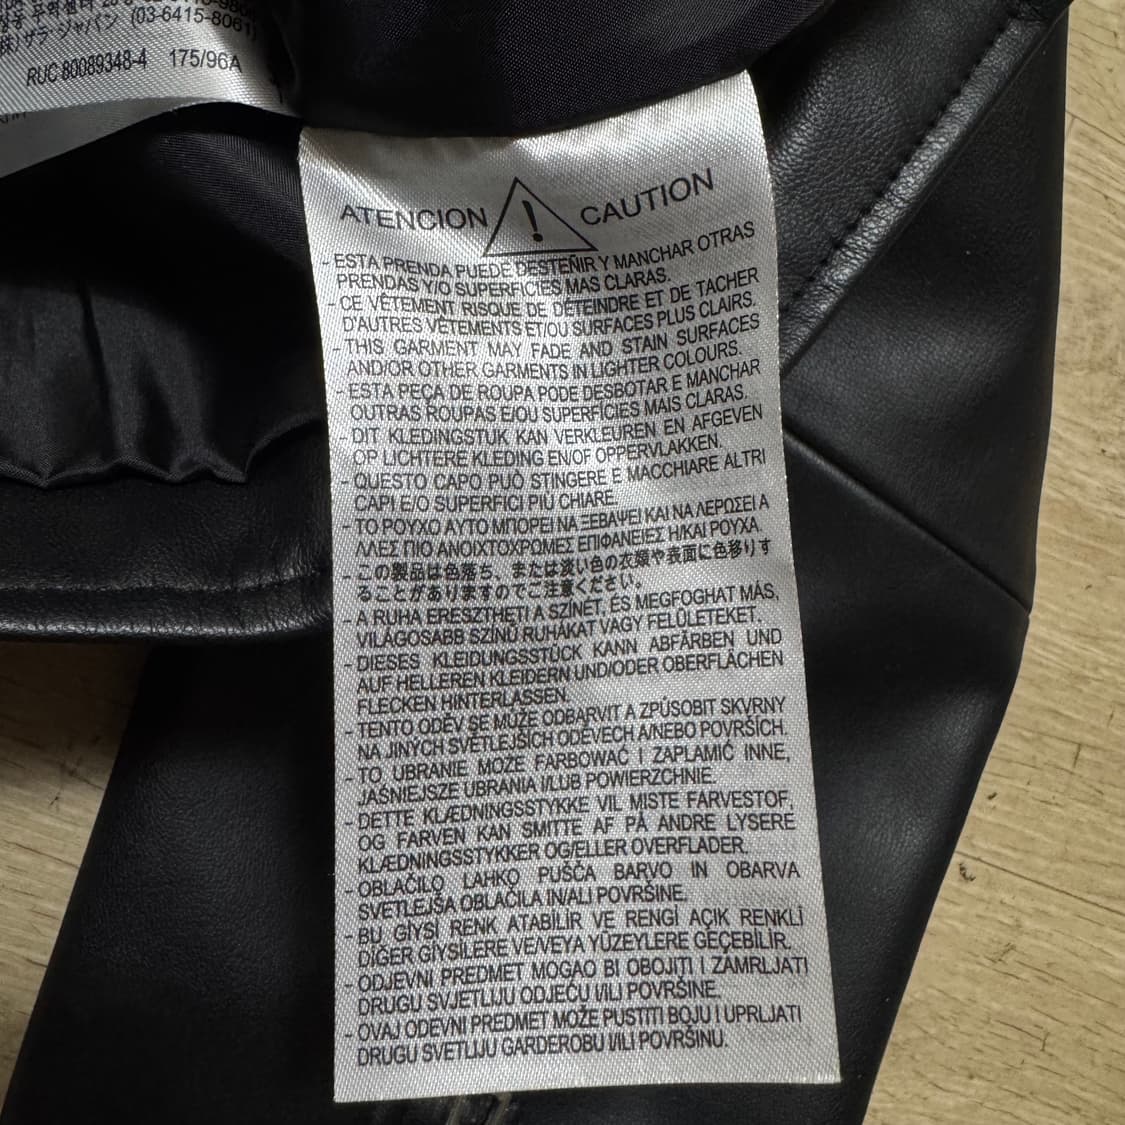 (03-6415-8061)
ザラ・ジャパン
RUC 80089348-4 175/96A
ATENCION ! CAUTION
- ESTA PRENDA PUEDE DESTEÑIR Y MANCHAR OTRAS
PRENDAS Y/O SUPERFICIES MAS CLARAS.
- CE VÊTEMENT RISQUE DE DÉTEINDRE ET DE TACHER
D'AUTRES VÊTEMENTS ET/OU SURFACES PLUS CLAIRS.
- THIS GARMENT MAY FADE AND STAIN SURFACES
AND/OR OTHER GARMENTS IN LIGHTER COLOURS.
- ESTA PEÇA DE ROUPA PODE DESBOTAR E MANCHAR
OUTRAS ROUPAS E/OU SUPERFÍCIES MAIS CLARAS.
- DIT KLEDINGSTUK KAN VERKLEUREN EN AFGEVEN
OP LICHTERE KLEDING EN/OF OPPERVLAKKEN.
- QUESTO CAPO PUÒ STINGERE E MACCHIARE ALTRI
CAPI E/O SUPERFICI PIÙ CHIARE.
- ΤΟ ΡΟΥΧΟ ΑΥΤΟ ΜΠΟΡΕΙ ΝΑ ΞΕΒΑΨΕΙ ΚΑΙ ΝΑ ΛΕΡΩΣΕΙ Α
ΛΛΕΣ ΠΙΟ ΑΝΟΙΧΤΟΧΡΩΜΕΣ ΕΠΙΦΑΝΕΙΕΣ Η/ΚΑΙ ΡΟΥΧΑ.
- この製品は色落ち、または淡い色の衣類や表面に色移りす
ることがありますのでご注意ください。
- A RUHA ERESZTHETI A SZÍNÉT, ÉS MEGFOGHAT MÁS,
VILÁGOSABB SZÍNŰ RUHÁKAT VAGY FELÜLETEKET.
- DIESES KLEIDUNGSSTÜCK KANN ABFÄRBEN UND
AUF HELLEREN KLEIDERN UND/ODER OBERFLÄCHEN
FLECKEN HINTERLASSEN.
- TENTO ODĚV SE MŮŽE ODBARVIT A ZPŮSOBIT SKVRNY
NA JINÝCH SVĚTLEJŠÍCH ODĚVECH A/NEBO POVRŠÍCH.
- TO UBRANIE MOŻE FARBOWAĆ I ZAPLAMIĆ INNE,
JAŚNIEJSZE UBRANIA I/LUB POWIERZCHNIE.
- DETTE KLÆDNINGSSTYKKE VIL MISTE FARVESTOF,
OG FARVEN KAN SMITTE AF PÅ ANDRE LYSERE
KLÆDNINGSSTYKKER OG/ELLER OVERFLADER.
- OBLAČILO LAHKO PUŠČA BARVO IN OBARVA
SVETLEJŠA OBLAČILA IN/ALI POVRŠINE.
- BU GİYSİ RENK ATABİLİR VE RENGİ AÇIK RENKLİ
DİĞER GİYSİLERE VE/VEYA YÜZEYLERE GEÇEBİLİR.
- ODJEVNI PREDMET MOGAO BI OBOJITI I ZAMRLJATI
DRUGU SVJETLIJU ODJEĆU I/ILI POVRŠINE.
- OVAJ ODEVNI PREDMET MOŽE PUSTITI BOJU I UPRLJATI
DRUGU SVETLIJU GARDEROBU I/ILI POVRŠINU.